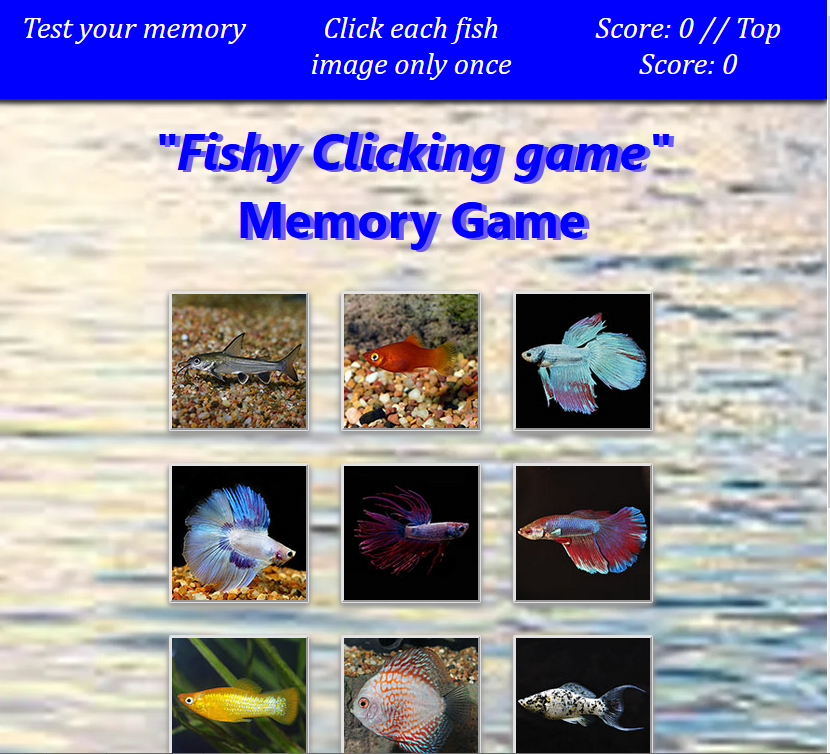 Test your memory
Click each fish
image only once
Score: 0 // Top
Score: 0
"Fishy Clicking game"
Memory Game